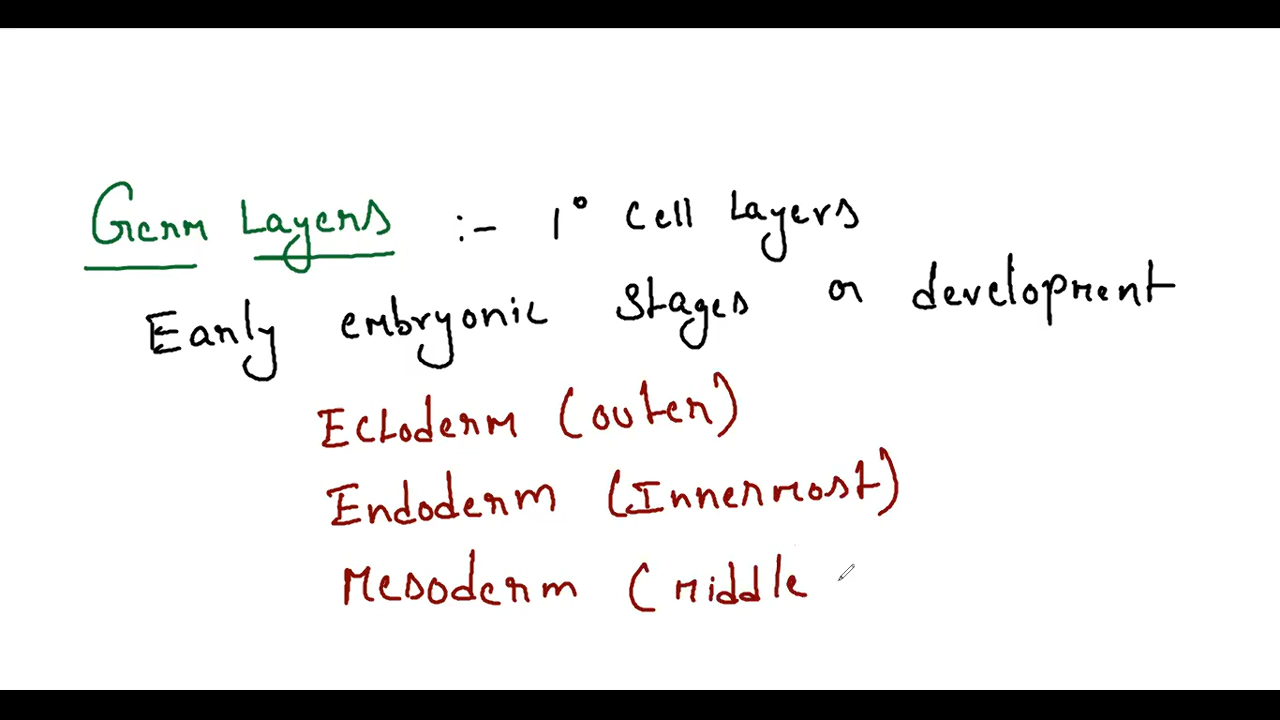 Germ Layers :- 1° Cell Layers
Early embryonic stages or development
Ectoderm (outer)
Endoderm (Innermost)
Mesoderm (middle